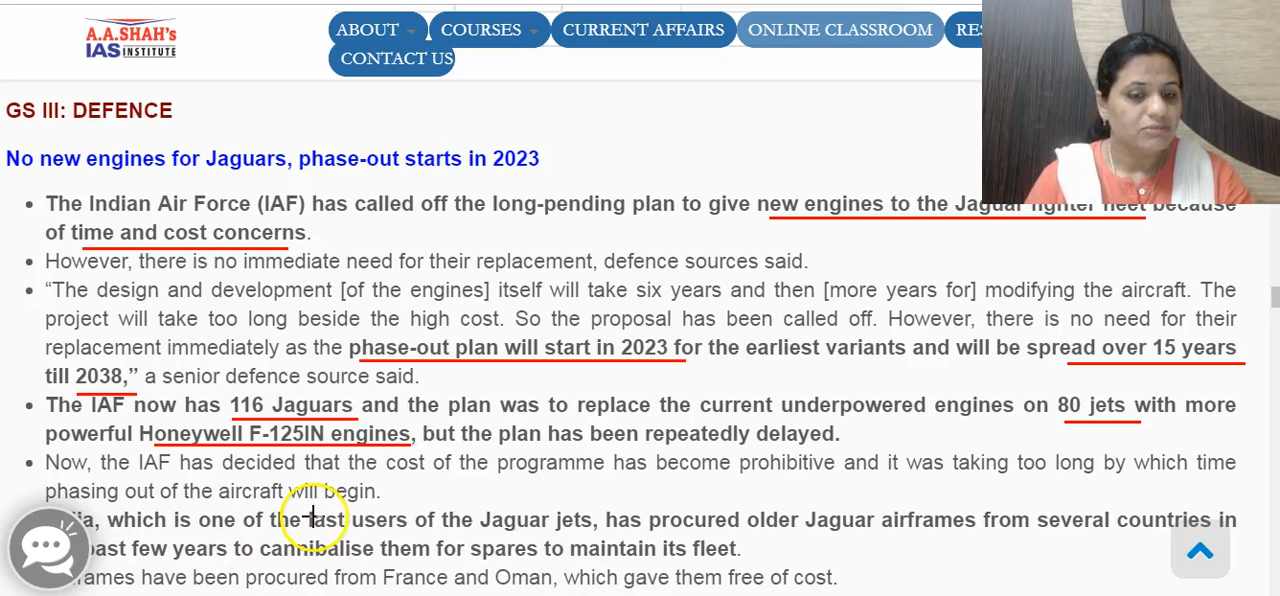 A.A.SHAH's
IAS INSTITUTE
ABOUT
COURSES
CURRENT AFFAIRS
ONLINE CLASSROOM
RES
CONTACT US
GS III: DEFENCE
No new engines for Jaguars, phase-out starts in 2023
• The Indian Air Force (IAF) has called off the long-pending plan to give new engines to the Jaguar fighter fleet because
of time and cost concerns.
• However, there is no immediate need for their replacement, defence sources said.
• “The design and development [of the engines] itself will take six years and then [more years for] modifying the aircraft. The
project will take too long beside the high cost. So the proposal has been called off. However, there is no need for their
replacement immediately as the phase-out plan will start in 2023 for the earliest variants and will be spread over 15 years
till 2038,” a senior defence source said.
• The IAF now has 116 Jaguars and the plan was to replace the current underpowered engines on 80 jets with more
powerful Honeywell F-125IN engines, but the plan has been repeatedly delayed.
• Now, the IAF has decided that the cost of the programme has become prohibitive and it was taking too long by which time
phasing out of the aircraft will begin.
which is one of the last users of the Jaguar jets, has procured older Jaguar airframes from several countries in
past few years to cannibalise them for spares to maintain its fleet.
have been procured from France and Oman, which gave them free of cost.